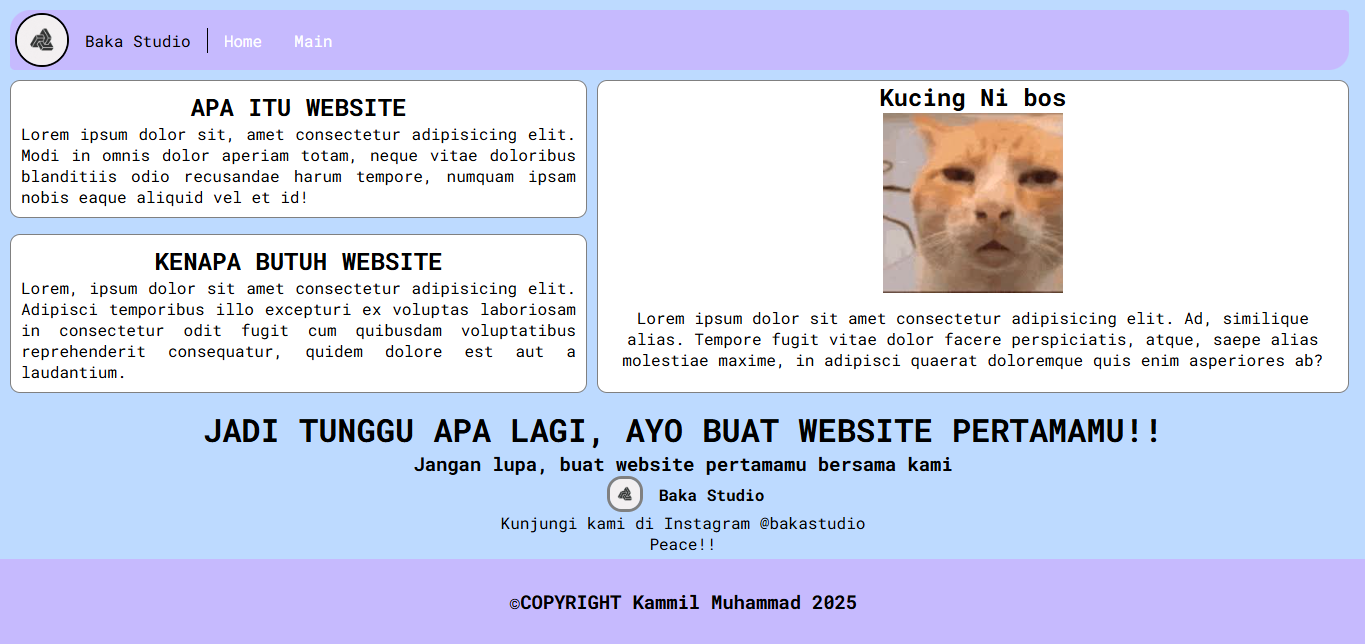 Baka Studio Home Main
APA ITU WEBSITE
Lorem ipsum dolor sit, amet consectetur adipisicing elit.
Modi in omnis dolor aperiam totam, neque vitae doloribus
blanditiis odio recusandae harum tempore, numquam ipsam
nobis eaque aliquid vel et id!
KENAPA BUTUH WEBSITE
Lorem, ipsum dolor sit amet consectetur adipisicing elit.
Adipisci temporibus illo excepturi ex voluptas laboriosam
in consectetur odit fugit cum quibusdam voluptatibus
reprehenderit consequatur, quidem dolore est aut a
laudantium.
Kucing Ni bos
Lorem ipsum dolor sit amet consectetur adipisicing elit. Ad, similique
alias. Tempore fugit vitae dolor facere perspiciatis, atque, saepe alias
molestiae maxime, in adipisci quaerat doloremque quis enim asperiores ab?
JADI TUNGGU APA LAGI, AYO BUAT WEBSITE PERTAMAMU!!
Jangan lupa, buat website pertamamu bersama kami
Baka Studio
Kunjungi kami di Instagram @bakastudio
Peace!!
©COPYRIGHT Kammil Muhammad 2025